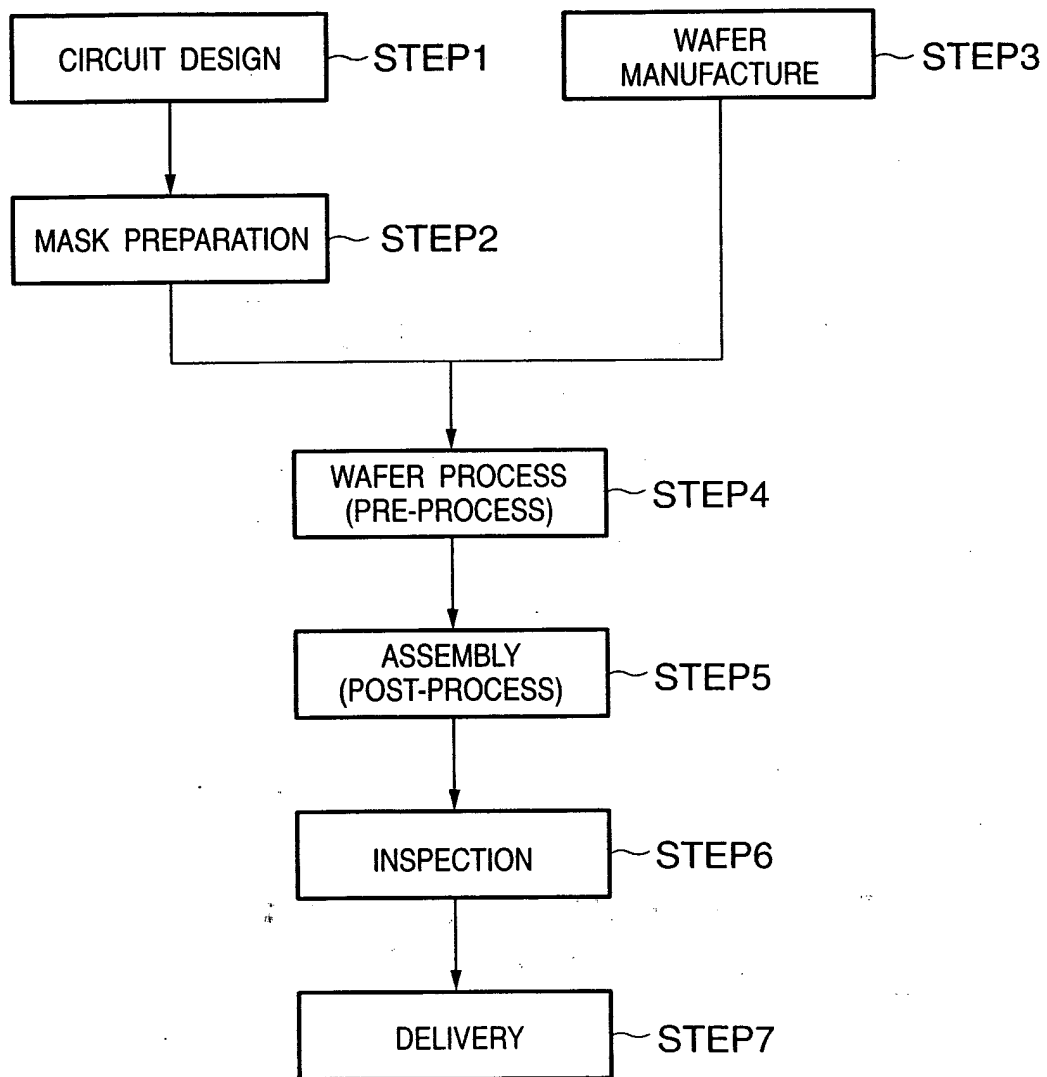 CIRCUIT DESIGN
STEP1
MASK PREPARATION
STEP2
WAFER
MANUFACTURE
STEP3
WAFER PROCESS
(PRE-PROCESS)
STEP4
ASSEMBLY
(POST-PROCESS)
STEP5
INSPECTION
STEP6
DELIVERY
STEP7